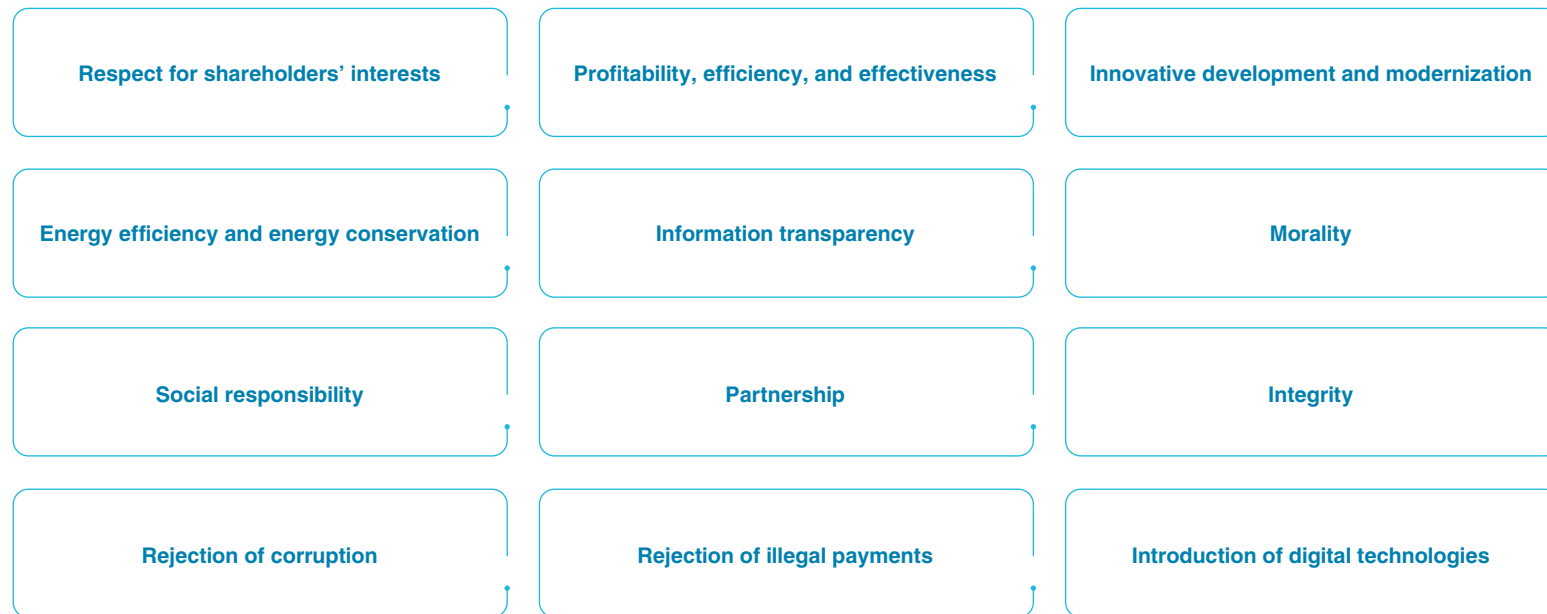 Respect for shareholders’ interests
Profitability, efficiency, and effectiveness
Innovative development and modernization
Energy efficiency and energy conservation
Information transparency
Morality
Social responsibility
Partnership
Integrity
Rejection of corruption
Rejection of illegal payments
Introduction of digital technologies